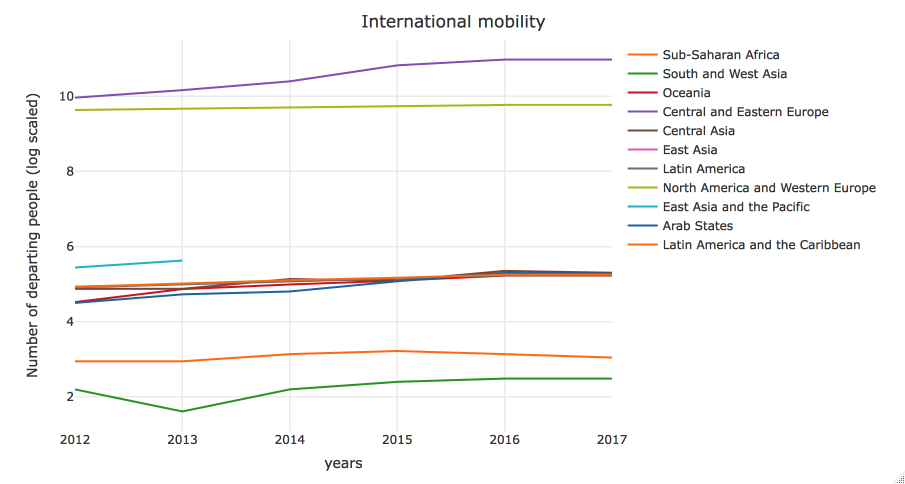 International mobility
Number of departing people (log scaled)
10
8
6
4
2
2012 2013 2014 2015 2016 2017
years
Sub-Saharan Africa
South and West Asia
Oceania
Central and Eastern Europe
Central Asia
East Asia
Latin America
North America and Western Europe
East Asia and the Pacific
Arab States
Latin America and the Caribbean